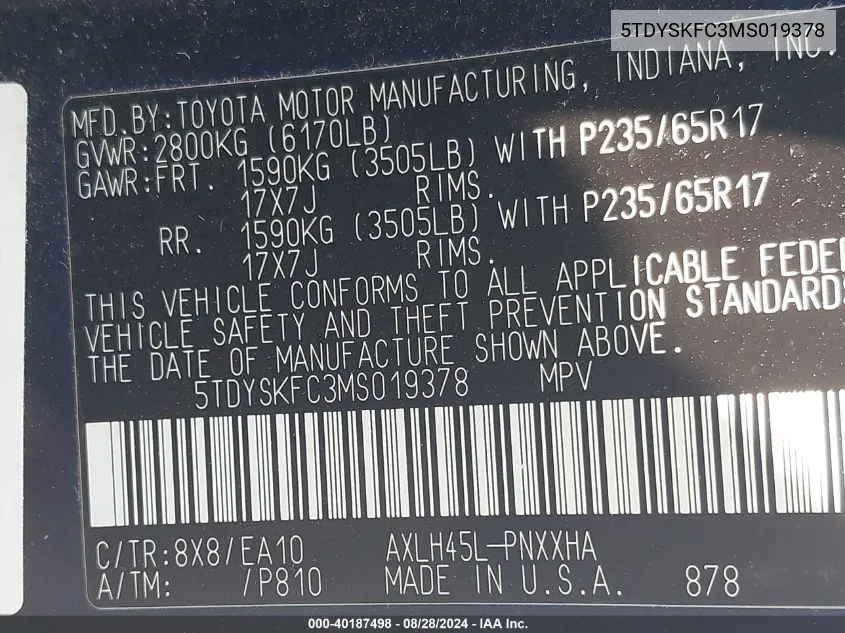 5TDYSKFC3MS019378
MFD.BY:TOYOTA MOTOR MANUFACTURING, INDIANA, INC.
GVWR:2800KG (6170LB)
GAWR:FRT. 1590KG (3505LB) WITH P235/65R17
17X7J RIMS.
RR. 1590KG (3505LB) WITH P235/65R17
17X7J RIMS.
THIS VEHICLE CONFORMS TO ALL APPLICABLE FEDE
VEHICLE SAFETY AND THEFT PREVENTION STANDARDS
THE DATE OF MANUFACTURE SHOWN ABOVE.
5TDYSKFC3MS019378 MPV
C/TR:8X8/EA10 AXLH45L-PNXXHA
A/TM: /P810 MADE IN U.S.A. 878
000-40187498 - 08/28/2024 - IAA Inc.